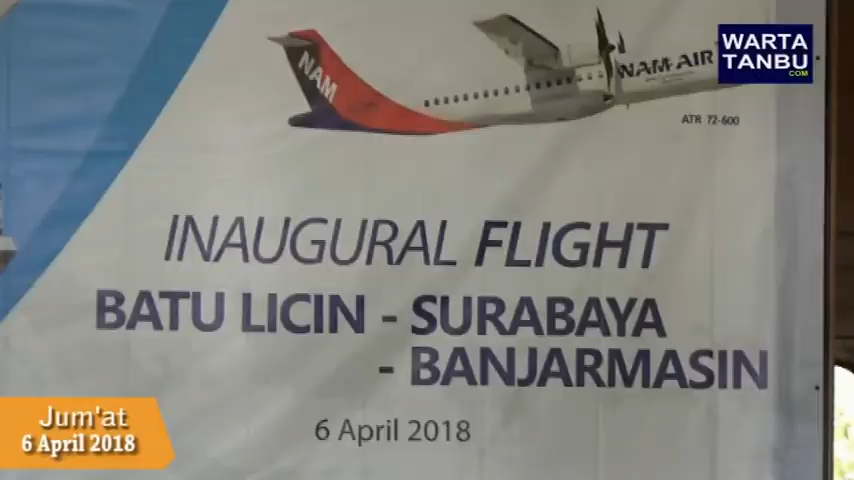 WARTA
TANBU
.COM
NAM
NAM AIR
ATR 72-600
INAUGURAL FLIGHT
BATU LICIN - SURABAYA
- BANJARMASIN
6 April 2018
Jum'at
6 April 2018